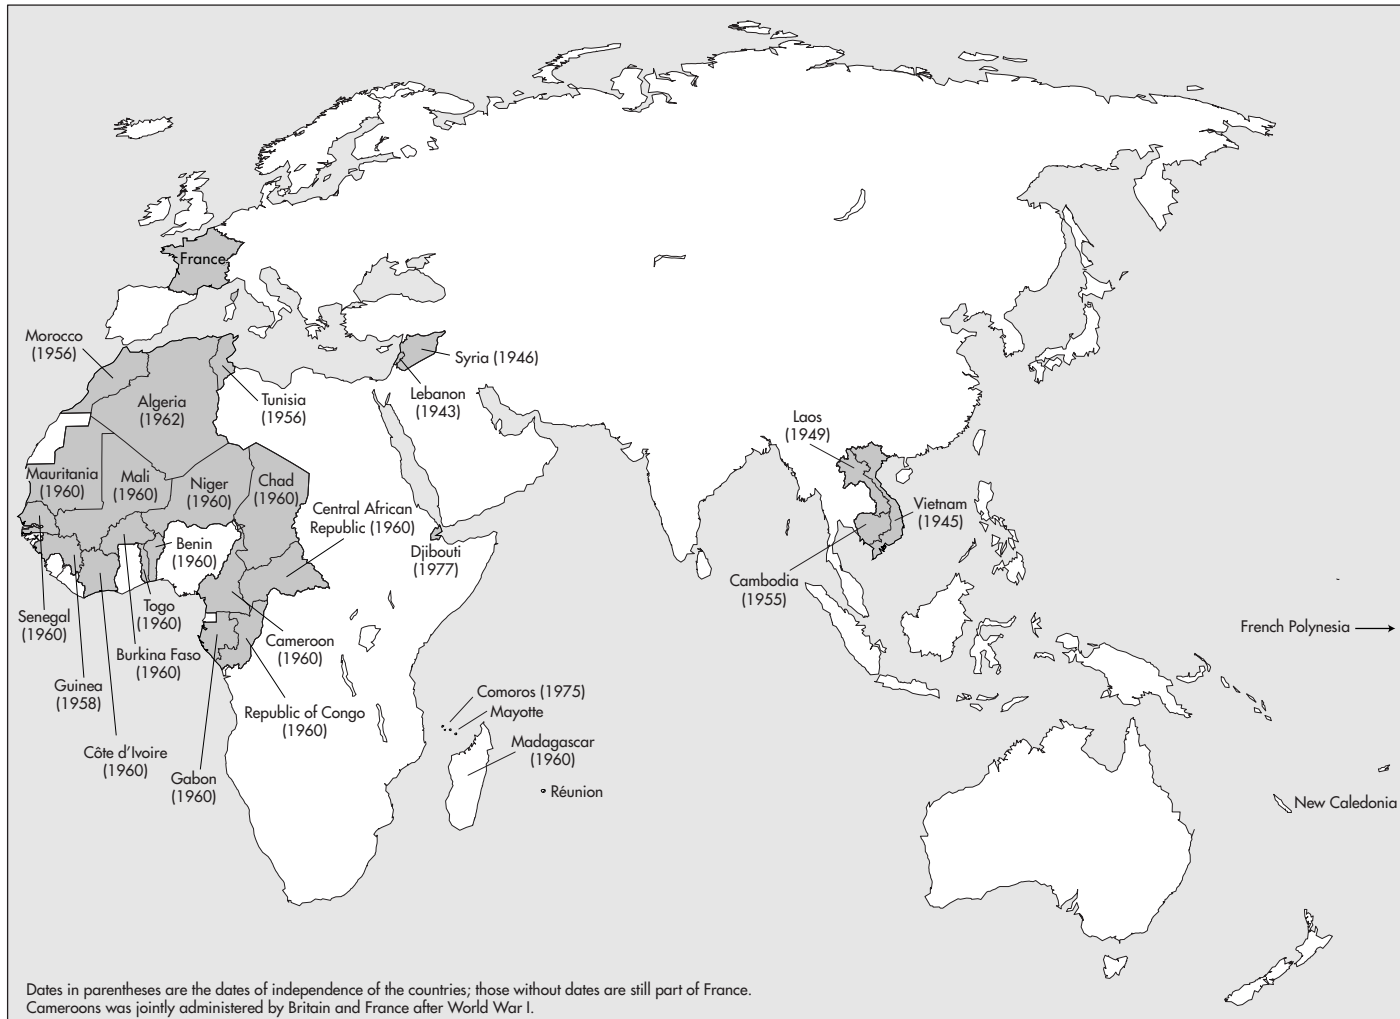 France
Morocco
(1956)
Syria (1946)
Lebanon
(1943)
Algeria
(1962)
Tunisia
(1956)
Laos
(1949)
Mauritania
(1960)
Mali
(1960)
Niger
(1960)
Chad
(1960)
Central African
Republic (1960)
Vietnam
(1945)
Benin
(1960)
Djibouti
(1977)
Cambodia
(1955)
Senegal
(1960)
Togo
(1960)
French Polynesia
Burkina Faso
(1960)
Cameroon
(1960)
Guinea
(1958)
Comoros (1975)
Mayotte
Republic of Congo
(1960)
Madagascar
(1960)
Côte d'Ivoire
(1960)
Gabon
(1960)
Réunion
New Caledonia
Dates in parentheses are the dates of independence of the countries; those without dates are still part of France.
Cameroons was jointly administered by Britain and France after World War I.